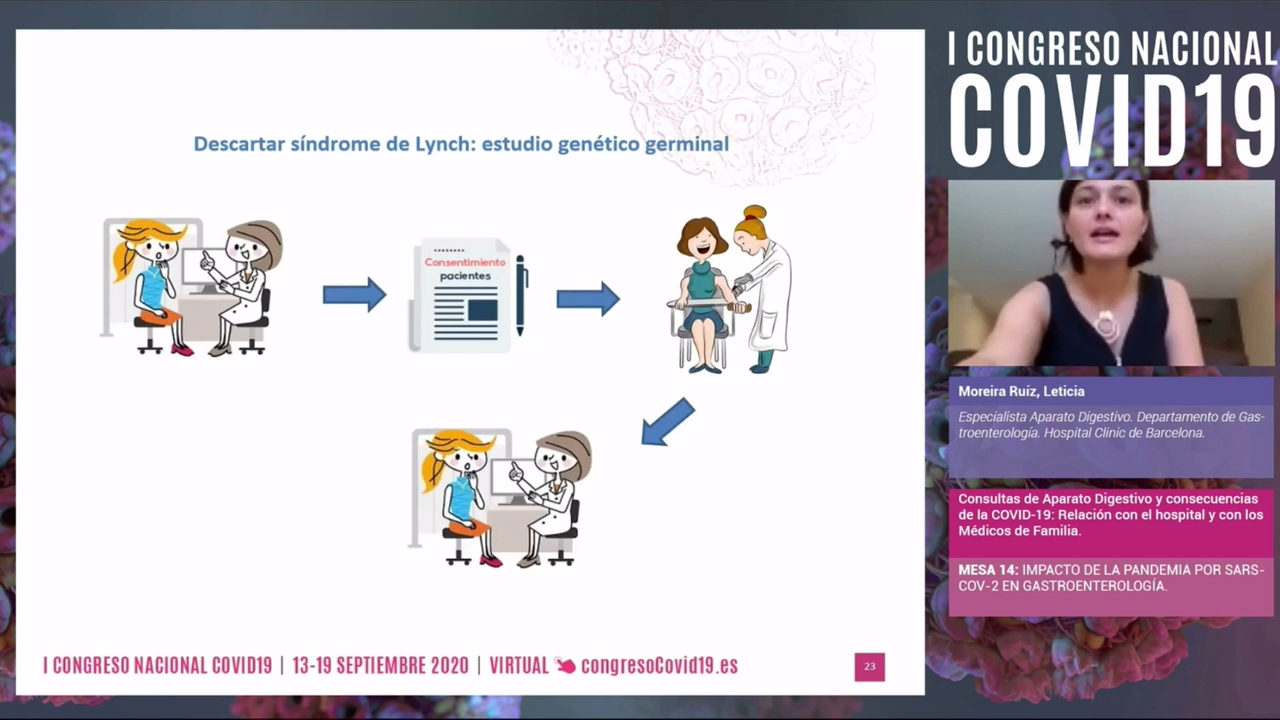 Descartar síndrome de Lynch: estudio genético germinal
Consentimiento
pacientes
I CONGRESO NACIONAL COVID19 | 13-19 SEPTIEMBRE 2020 | VIRTUAL congresoCovid19.es
23
I CONGRESO NACIONAL
COVID19
Moreira Ruíz, Leticia
Especialista Aparato Digestivo. Departamento de Gas-
troenterología. Hospital Clinic de Barcelona.
Consultas de Aparato Digestivo y consecuencias
de la COVID-19: Relación con el hospital y con los
Médicos de Familia.
MESA 14: IMPACTO DE LA PANDEMIA POR SARS-
COV-2 EN GASTROENTEROLOGÍA.